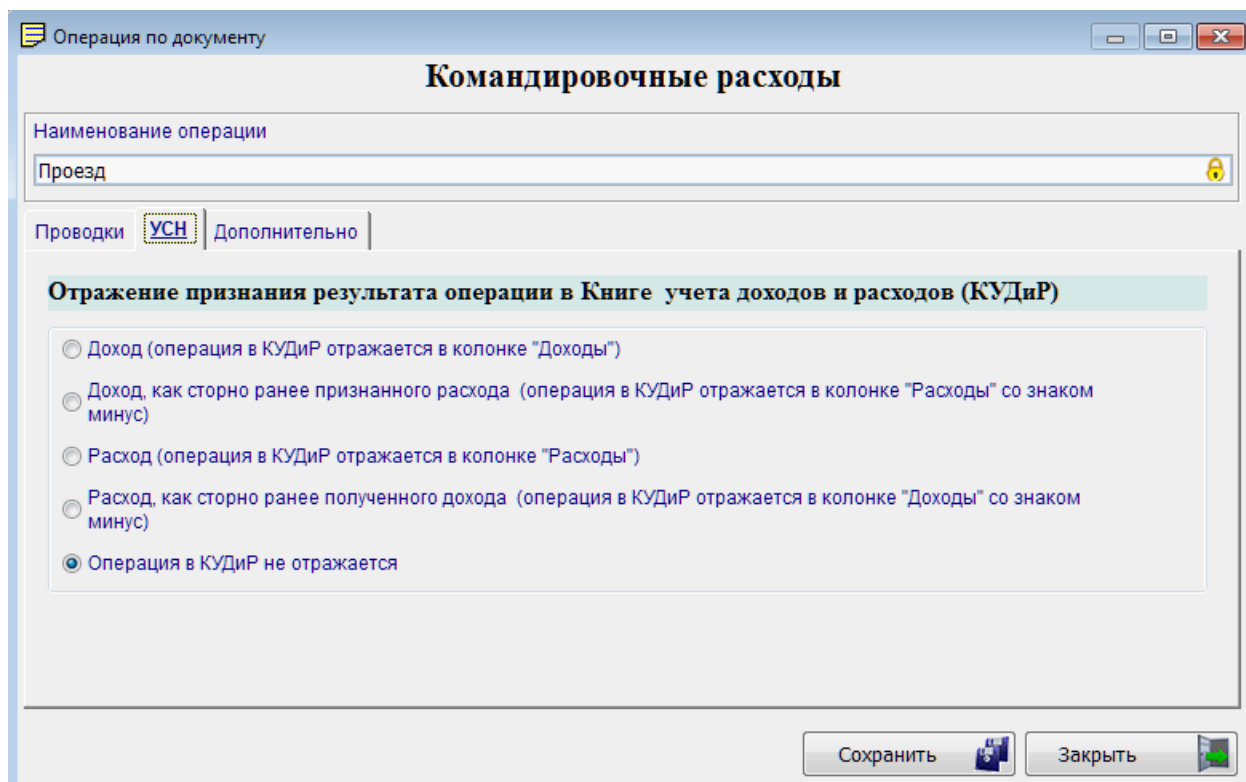 Операция по документу
Командировочные расходы
Наименование операции
Проезд
Проводки УСН Дополнительно
Отражение признания результата операции в Книге учета доходов и расходов (КУДиР)
Доход (операция в КУДиР отражается в колонке "Доходы")
Доход, как сторно ранее признанного расхода (операция в КУДиР отражается в колонке "Расходы" со знаком
минус)
Расход (операция в КУДиР отражается в колонке "Расходы")
Расход, как сторно ранее полученного дохода (операция в КУДиР отражается в колонке "Доходы" со знаком
минус)
Операция в КУДиР не отражается
Сохранить Закрыть